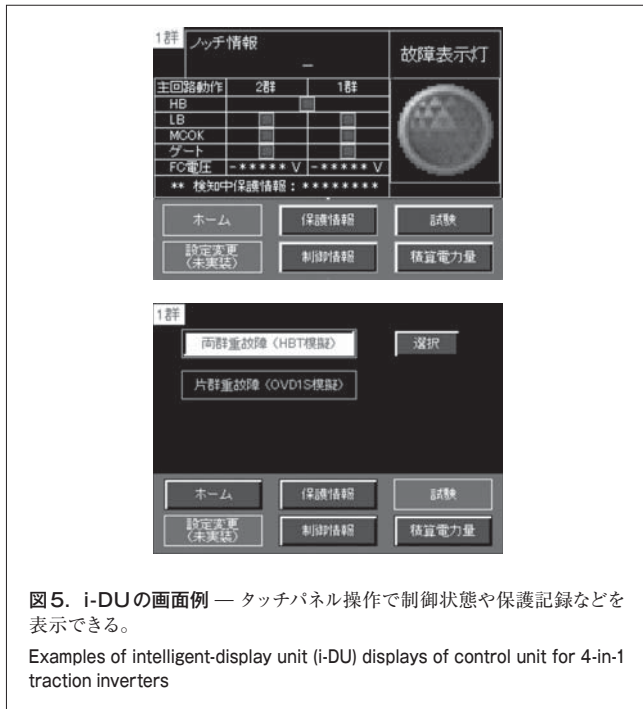 1群
ノッチ情報
故障表示灯
–
主回路動作 2群 1群
HB
LB
MCOK
ゲート
FC電圧 -***** V -***** V
** 検知中保護情報：********
ホーム 保護情報 試験
設定変更
（未実装） 制御情報 積算電力量
1群
両群重故障（HBT模擬） 選択
片群重故障（OVD1S模擬）
ホーム 保護情報 試験
設定変更
（未実装） 制御情報 積算電力量
図5. i-DUの画面例 — タッチパネル操作で制御状態や保護記録などを
表示できる。
Examples of intelligent-display unit (i-DU) displays of control unit for 4-in-1
traction inverters